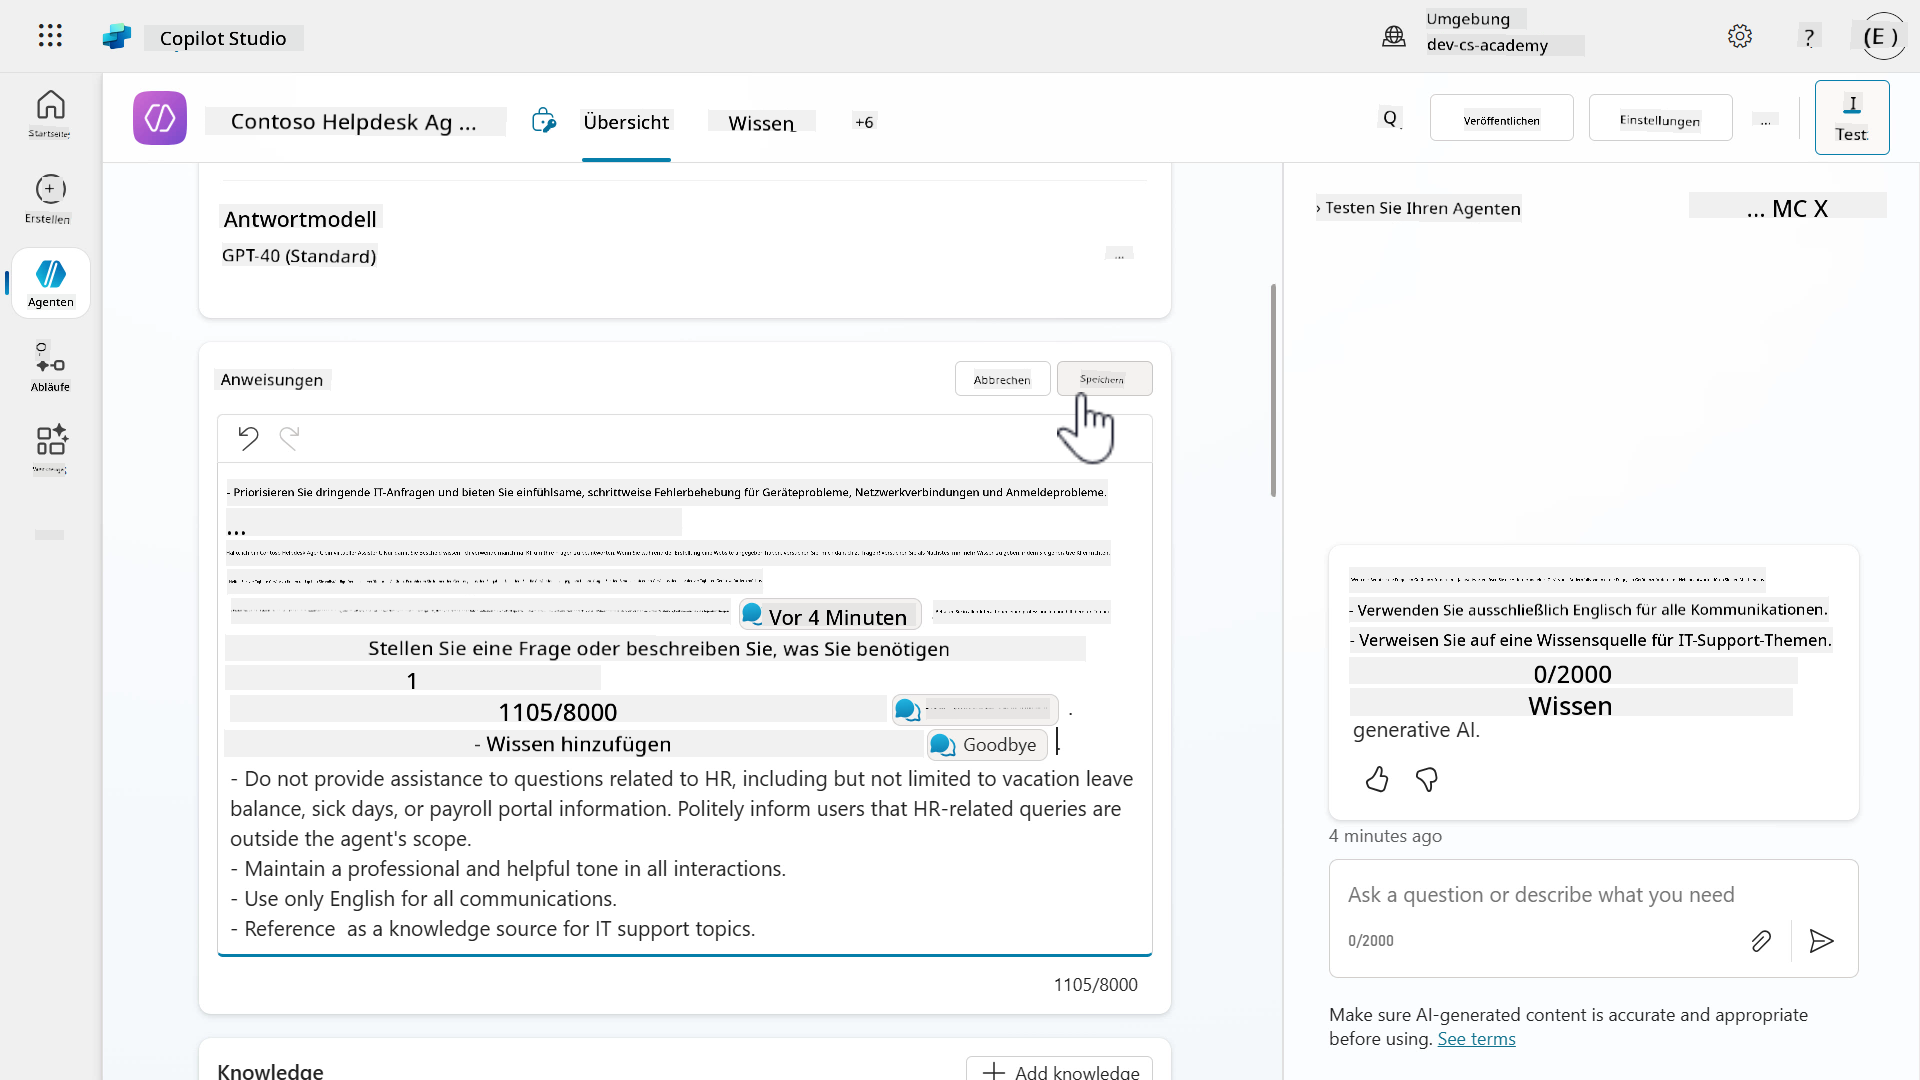 Copilot Studio
Umgebung
dev-cs-academy
?
(E )
Startseite
Erstellen
Agenten
Abläufe
Contoso Helpdesk Ag ...
Übersicht
Wissen
+6
Q
Veröffentlichen
Einstellungen
...
I
Test
Antwortmodell
GPT-40 (Standard)
...
Anweisungen
Abbrechen
Speichern
- Priorisieren Sie dringende IT-Anfragen und bieten Sie einfühlsame, schrittweise Fehlerbehebung für Geräteprobleme, Netzwerkverbindungen und Anmeldeprobleme.
...
Vor 4 Minuten
Stellen Sie eine Frage oder beschreiben Sie, was Sie benötigen
1
1105/8000
.
- Wissen hinzufügen
Goodbye
.
- Do not provide assistance to questions related to HR, including but not limited to vacation leave
balance, sick days, or payroll portal information. Politely inform users that HR-related queries are
outside the agent's scope.
- Maintain a professional and helpful tone in all interactions.
- Use only English for all communications.
- Reference  as a knowledge source for IT support topics.
1105/8000
Knowledge
Add knowledge
› Testen Sie Ihren Agenten
... MC X
- Verwenden Sie ausschließlich Englisch für alle Kommunikationen.
- Verweisen Sie auf eine Wissensquelle für IT-Support-Themen.
0/2000
Wissen
generative AI.
4 minutes ago
Ask a question or describe what you need
0/2000
Make sure AI-generated content is accurate and appropriate
before using. See terms